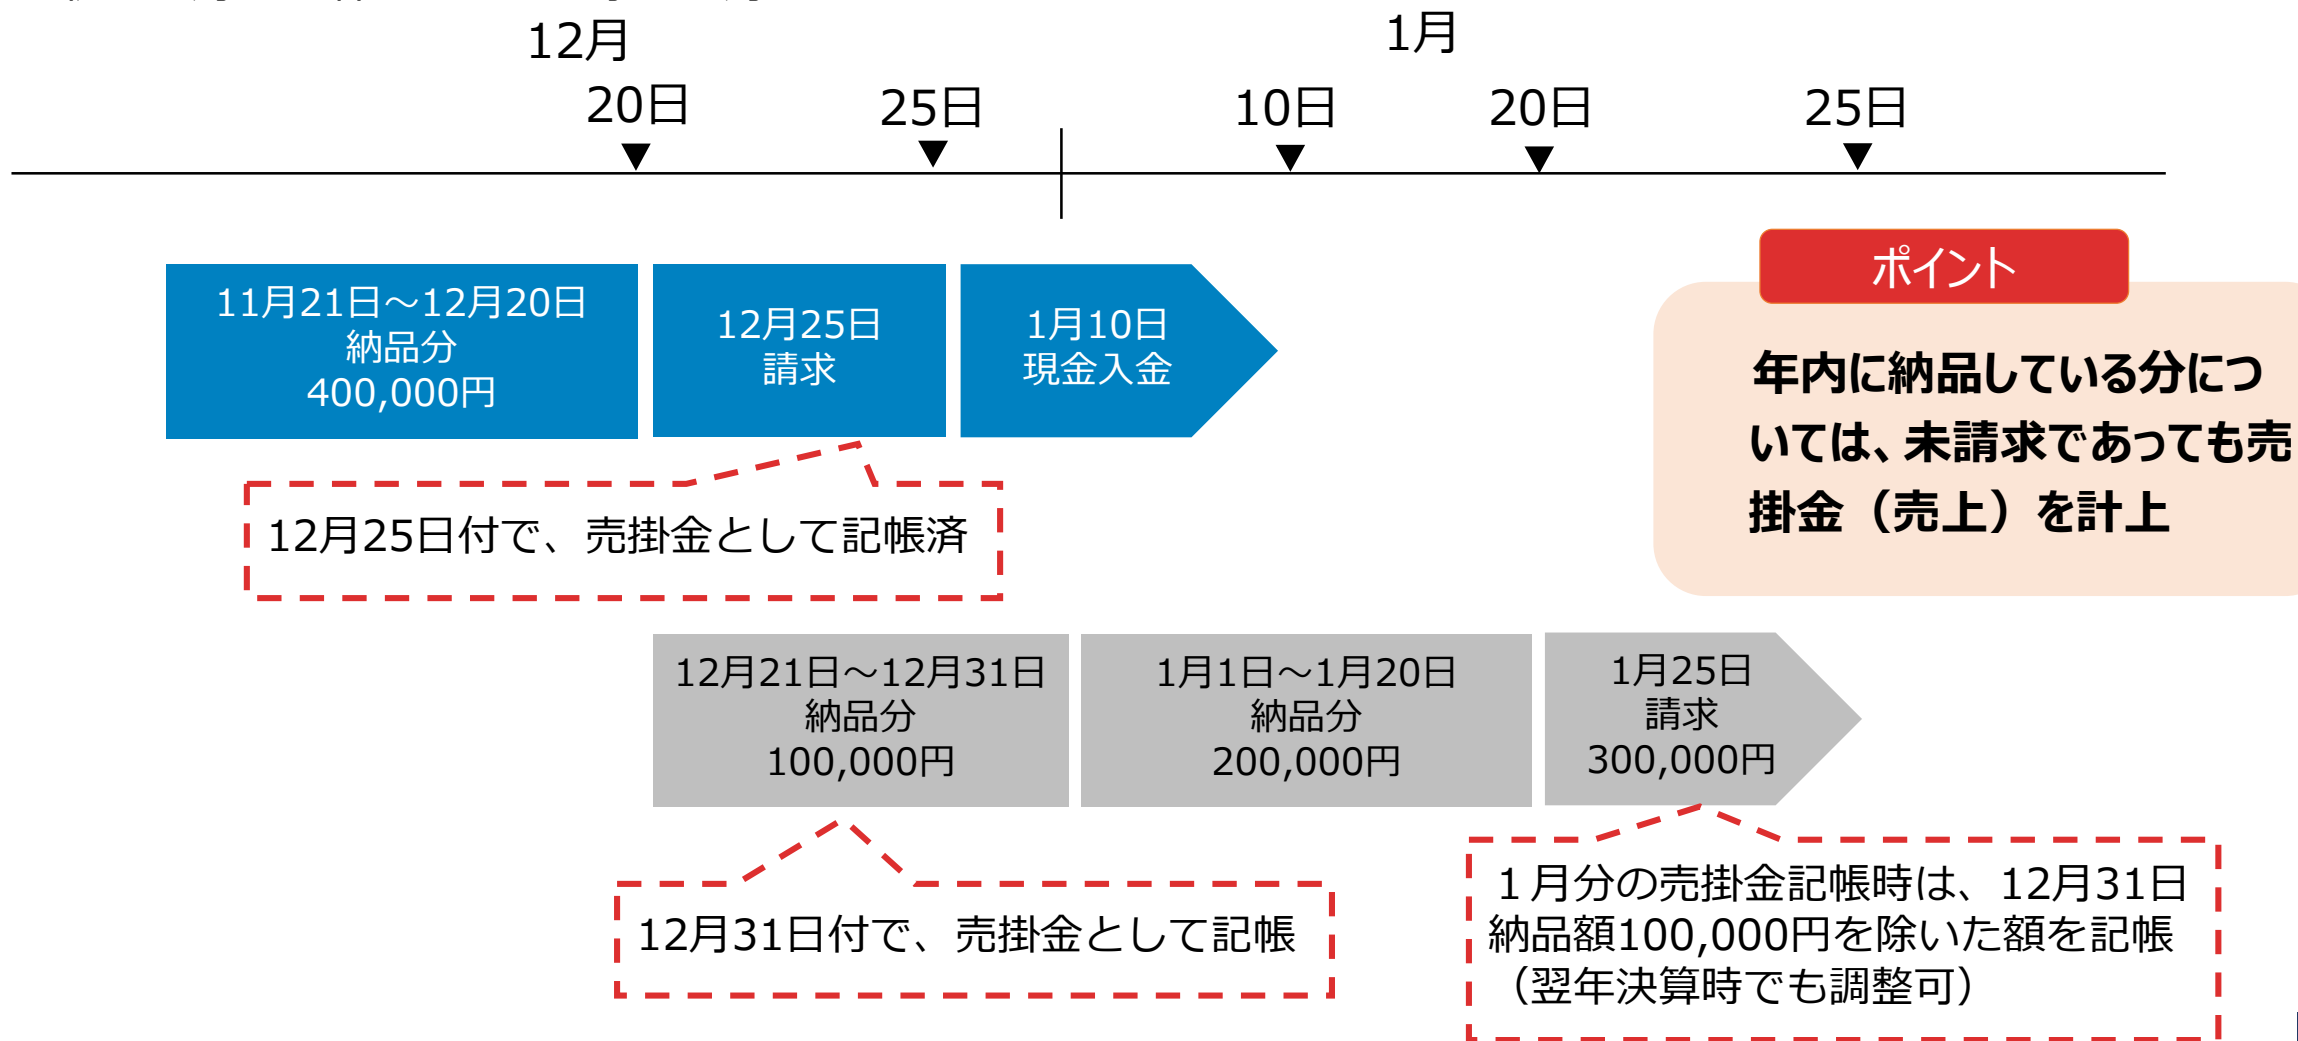 12月
1月
20日
25日
10日
20日
25日
11月21日～12月20日
納品分
400,000円
12月25日
請求
1月10日
現金入金
ポイント
年内に納品している分につ
いては、未請求であっても売
掛金（売上）を計上
12月25日付で、売掛金として記帳済
12月21日～12月31日
納品分
100,000円
1月1日～1月20日
納品分
200,000円
1月25日
請求
300,000円
12月31日付で、売掛金として記帳
１月分の売掛金記帳時は、12月31日
納品額100,000円を除いた額を記帳
（翌年決算時でも調整可）